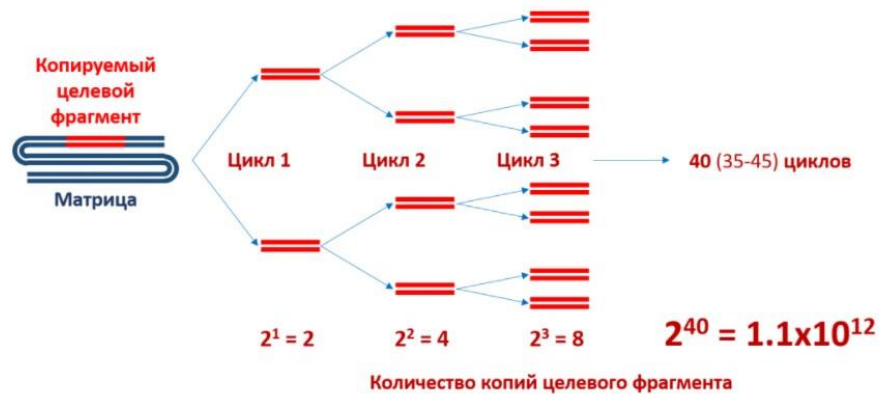 Копируемый
целевой
фрагмент
Матрица
Цикл 1
Цикл 2
Цикл 3
40 (35-45) циклов
2¹ = 2
2² = 4
2³ = 8
2⁴⁰ = 1.1x10¹²
Количество копий целевого фрагмента